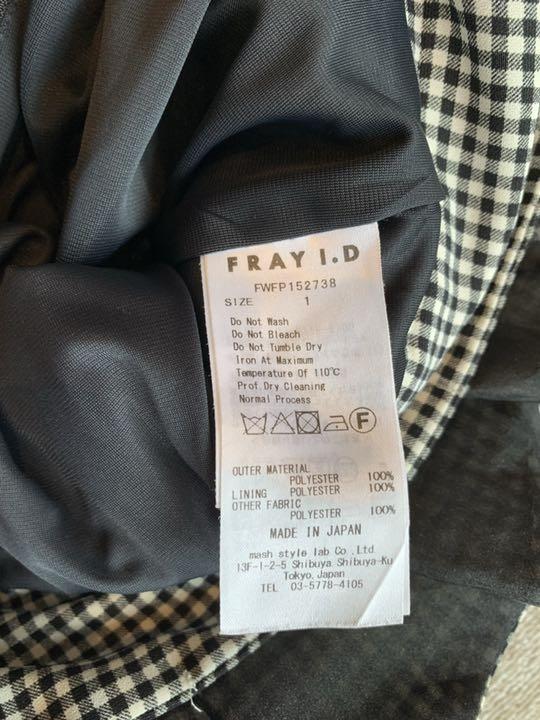 FRAY I.D
FWFP152738
SIZE 1
Do Not Wash
Do Not Bleach
Do Not Tumble Dry
Iron At Maximum
Temperature Of 110℃
Prof.Dry Cleaning
Normal Process
F
OUTER MATERIAL
POLYESTER 100%
LINING POLYESTER 100%
OTHER FABRIC
POLYESTER 100%
MADE IN JAPAN
mash style lab Co.,Ltd.
13F-1-2-5 Shibuya Shibuya-Ku
Tokyo,Japan
TEL 03-5778-4105